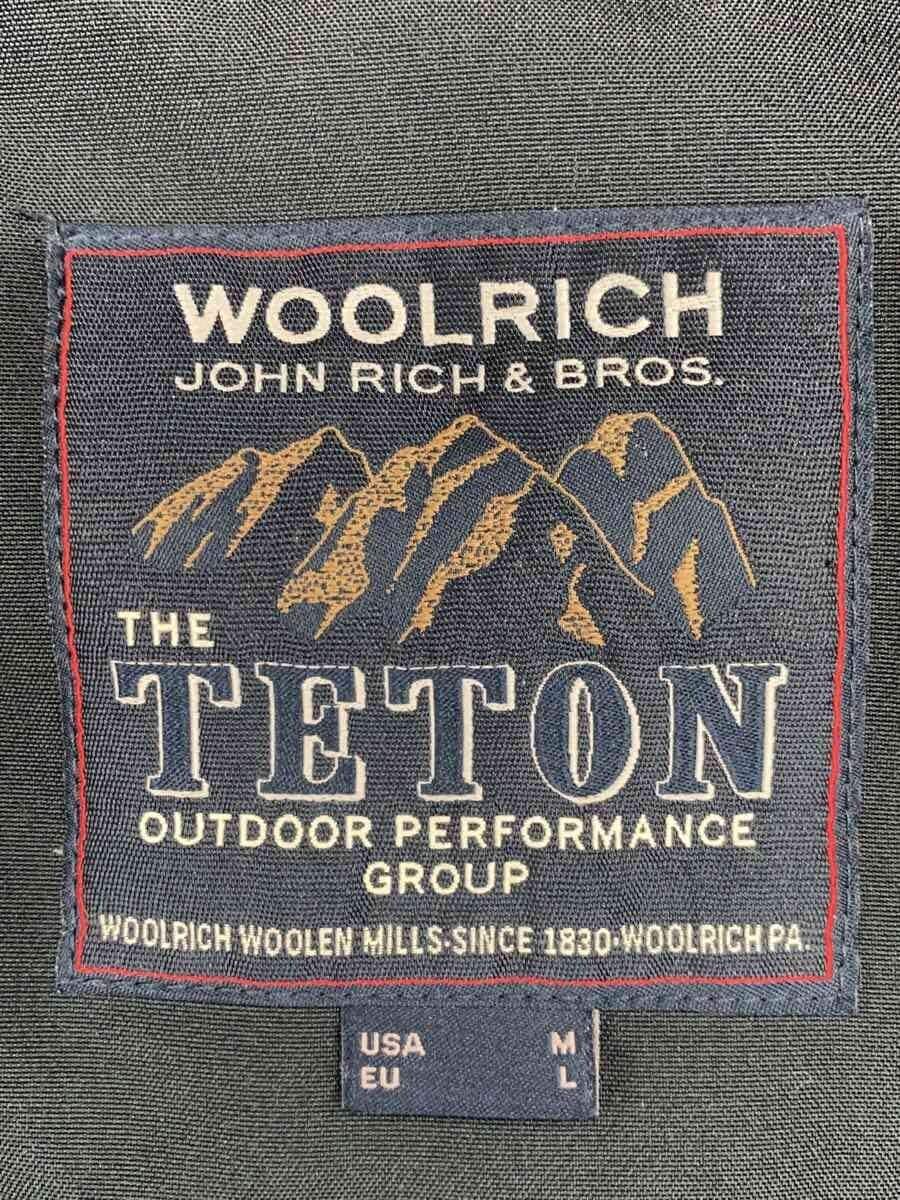 WOOLRICH
JOHN RICH & BROS.
THE
TETON
OUTDOOR PERFORMANCE
GROUP
WOOLRICH WOOLEN MILLS·SINCE 1830·WOOLRICH PA.
USA M
EU L